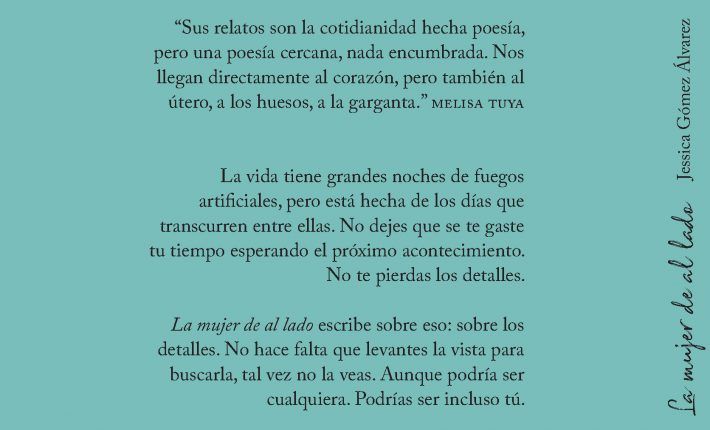 “Sus relatos son la cotidianidad hecha poesía,
pero una poesía cercana, nada encumbrada. Nos
llegan directamente al corazón, pero también al
útero, a los huesos, a la garganta.” MELISA TUYA
La vida tiene grandes noches de fuegos
artificiales, pero está hecha de los días que
transcurren entre ellas. No dejes que se te gaste
tu tiempo esperando el próximo acontecimiento.
No te pierdas los detalles.
La mujer de al lado escribe sobre eso: sobre los
detalles. No hace falta que levantes la vista para
buscarla, tal vez no la veas. Aunque podría ser
cualquiera. Podrías ser incluso tú.
La mujer de al lado Jessica Gómez Álvarez